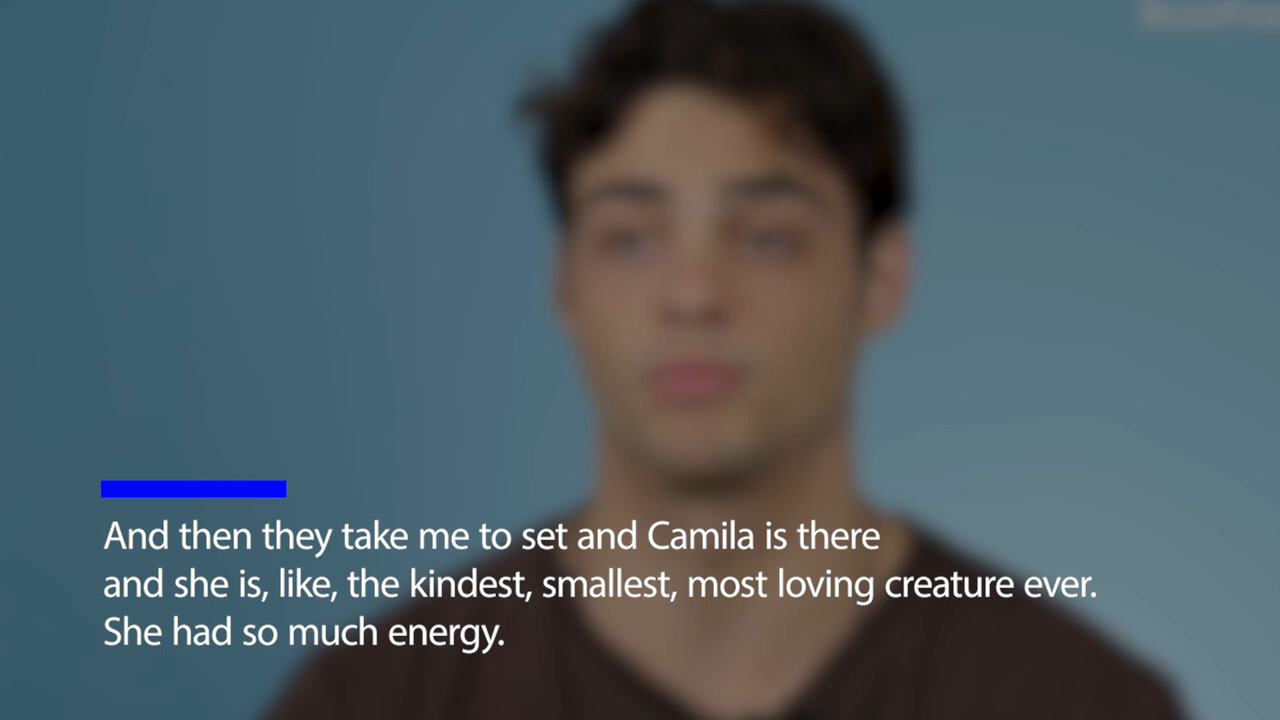 And then they take me to set and Camila is there
and she is, like, the kindest, smallest, most loving creature ever.
She had so much energy.